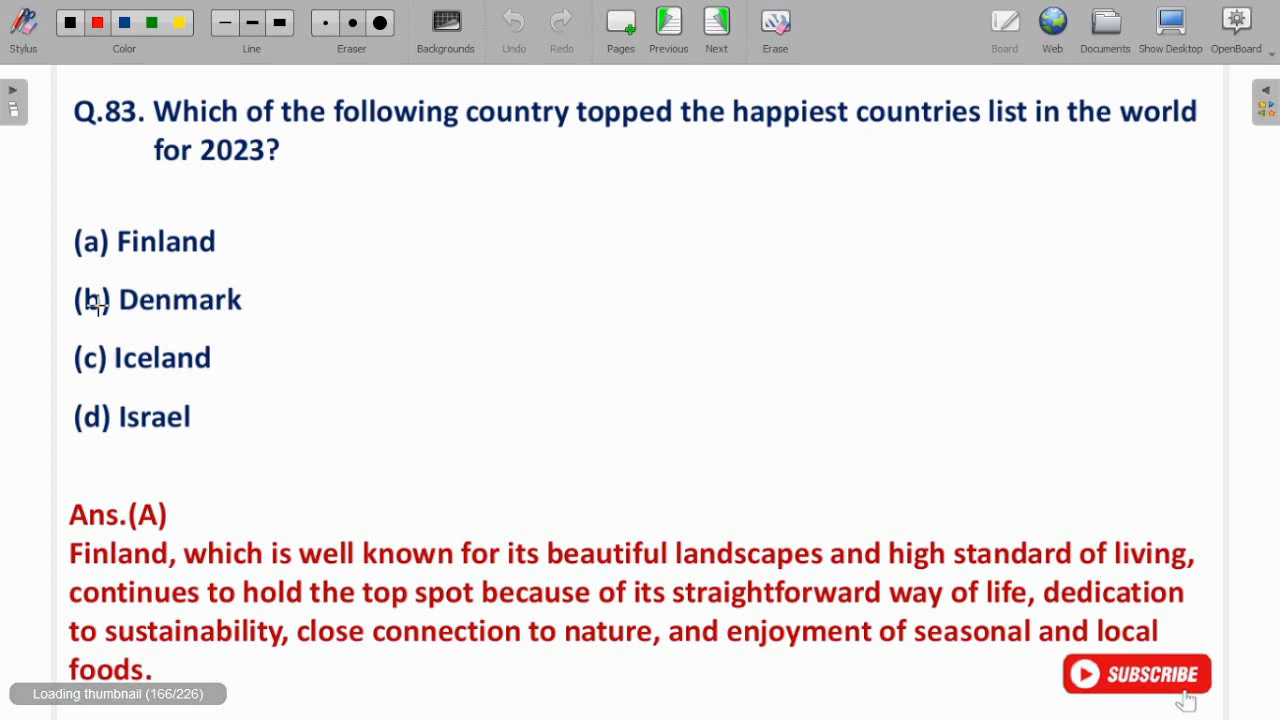 Stylus Color Line Eraser Backgrounds Undo Redo Pages Previous Next Erase Board Web Documents Show Desktop OpenBoard
Q.83. Which of the following country topped the happiest countries list in the world
for 2023?
(a) Finland
(b) Denmark
(c) Iceland
(d) Israel
Ans.(A)
Finland, which is well known for its beautiful landscapes and high standard of living,
continues to hold the top spot because of its straightforward way of life, dedication
to sustainability, close connection to nature, and enjoyment of seasonal and local
foods.
SUBSCRIBE
Loading thumbnail (166/226)